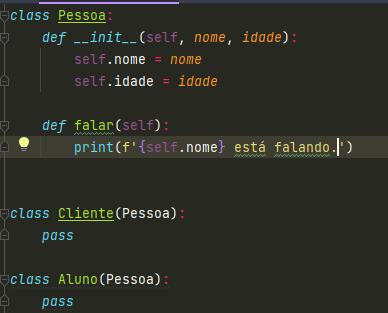 class Pessoa:
    def __init__(self, nome, idade):
        self.nome = nome
        self.idade = idade

    def falar(self):
        print(f'{self.nome} está falando.')

class Cliente(Pessoa):
    pass

class Aluno(Pessoa):
    pass